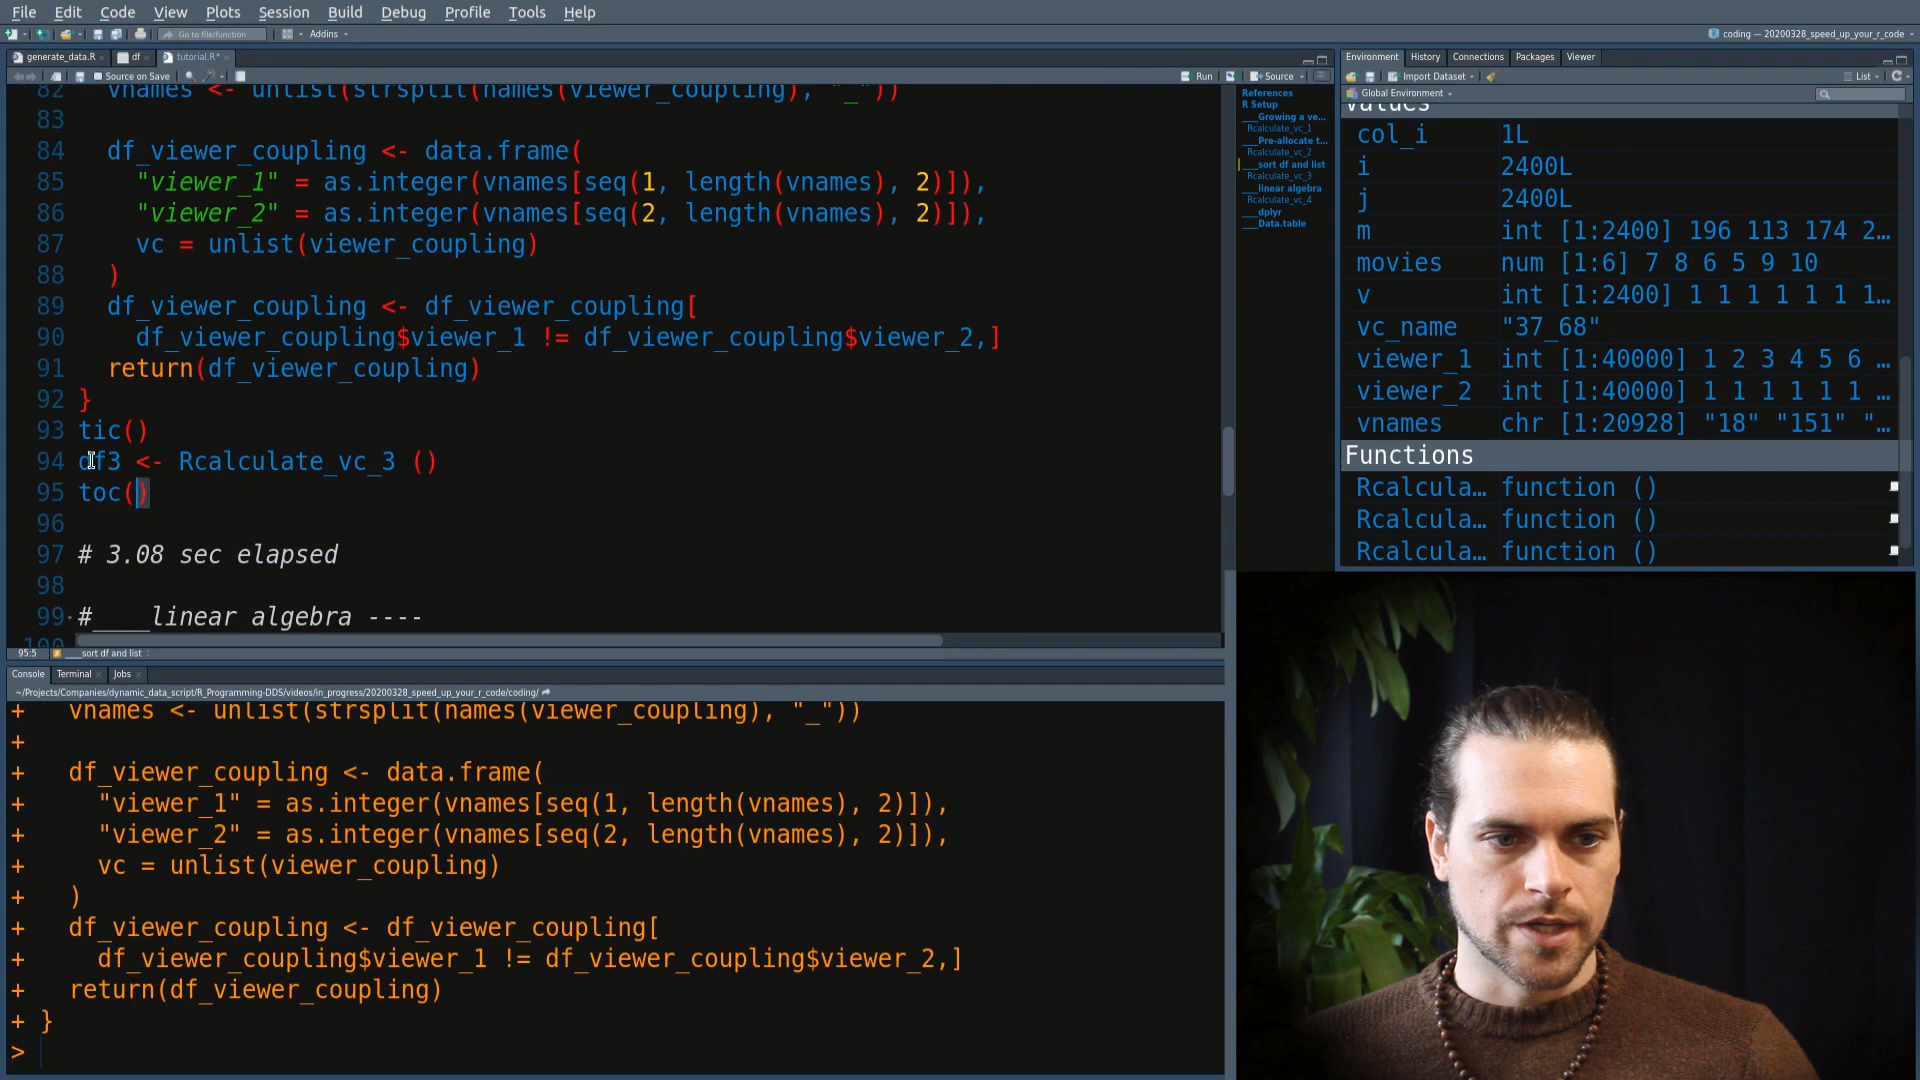 File Edit Code View Plots Session Build Debug Profile Tools Help
Go to file/function Addins
coding — 20200328_speed_up_your_r_code
generate_data.R df tutorial.R*
Source on Save Run Source
82 vnames <- unlist(strsplit(names(viewer_coupling), "_"))
83
84 df_viewer_coupling <- data.frame(
85 "viewer_1" = as.integer(vnames[seq(1, length(vnames), 2)]),
86 "viewer_2" = as.integer(vnames[seq(2, length(vnames), 2)]),
87 vc = unlist(viewer_coupling)
88 )
89 df_viewer_coupling <- df_viewer_coupling[
90 df_viewer_coupling$viewer_1 != df_viewer_coupling$viewer_2,]
91 return(df_viewer_coupling)
92 }
93 tic()
94 df3 <- Rcalculate_vc_3 ()
95 toc()
96
97 # 3.08 sec elapsed
98
99 #____linear algebra ----
100
95:5 ___sort df and list
References
R Setup
___Growing a ve...
Rcalculate_vc_1
___Pre-allocate t...
Rcalculate_vc_2
___sort df and list
Rcalculate_vc_3
___linear algebra
Rcalculate_vc_4
___dplyr
___Data.table
Environment History Connections Packages Viewer
Import Dataset List
Global Environment
Values
col_i 1L
i 2400L
j 2400L
m int [1:2400] 196 113 174 2...
movies num [1:6] 7 8 6 5 9 10
v int [1:2400] 1 1 1 1 1 1 1...
vc_name "37_68"
viewer_1 int [1:40000] 1 2 3 4 5 6 ...
viewer_2 int [1:40000] 1 1 1 1 1 1 ...
vnames chr [1:20928] "18" "151" "...
Functions
Rcalcula... function ()
Rcalcula... function ()
Rcalcula... function ()
Console Terminal Jobs
~/Projects/Companies/dynamic_data_script/R_Programming-DDS/videos/in_progress/20200328_speed_up_your_r_code/coding/
+ vnames <- unlist(strsplit(names(viewer_coupling), "_"))
+
+ df_viewer_coupling <- data.frame(
+ "viewer_1" = as.integer(vnames[seq(1, length(vnames), 2)]),
+ "viewer_2" = as.integer(vnames[seq(2, length(vnames), 2)]),
+ vc = unlist(viewer_coupling)
+ )
+ df_viewer_coupling <- df_viewer_coupling[
+ df_viewer_coupling$viewer_1 != df_viewer_coupling$viewer_2,]
+ return(df_viewer_coupling)
+ }
>